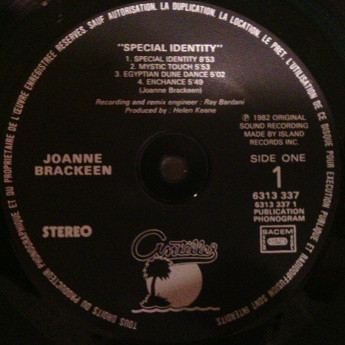 TOUS DROITS DU PRODUCTEUR PHONOGRAPHIQUE ET DU PROPRIETAIRE DE L'ŒUVRE ENREGISTREE RESERVES. SAUF AUTORISATION, LA DUPLICATION, LA LOCATION, LE PRET, L'UTILISATION DE CE DISQUE POUR EXECUTION PUBLIQUE ET RADIODIFFUSION SONT INTERDITS
"SPECIAL IDENTITY"
1. SPECIAL IDENTITY 8'53
2. MYSTIC TOUCH 5'53
3. EGYPTIAN DUNE DANCE 5'02
4. ENCHANCE 5'49
(Joanne Brackeen)
Recording and remix engineer : Ray Bardani
Produced by : Helen Keane
JOANNE
BRACKEEN
℗ 1982 ORIGINAL
SOUND RECORDING
MADE BY ISLAND
RECORDS INC.
SIDE ONE
1
6313 337
6313 337 1
PUBLICATION
PHONOGRAM
SACEM
STEREO
Antilles